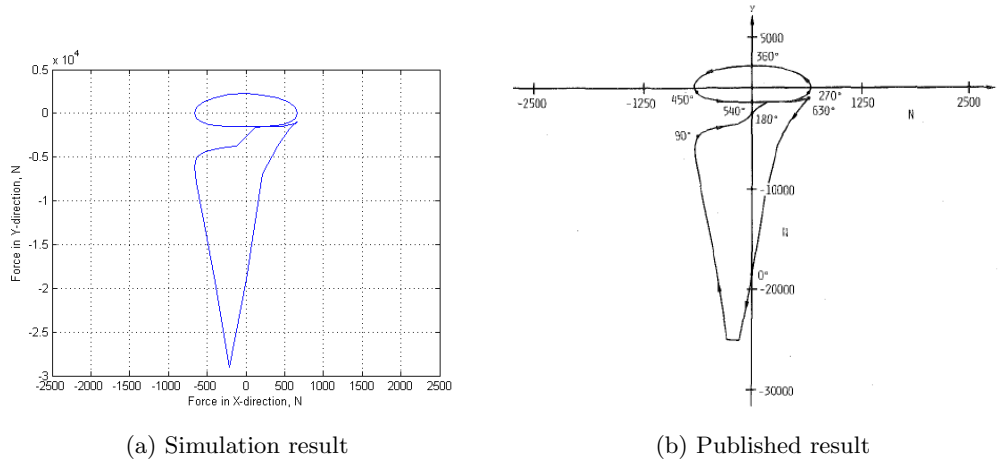 x 10⁴
0.5
0
-0.5
-1
-1.5
-2
-2.5
-3
-2500 -2000 -1500 -1000 -500 0 500 1000 1500 2000 2500
Force in X-direction, N
Force in Y-direction, N
(a) Simulation result
y
5000
360°
-2500 -1250 1250 2500
450° 540° 180° 270° 630°
N
90°
-10000
N
0°
-20000
-30000
(b) Published result